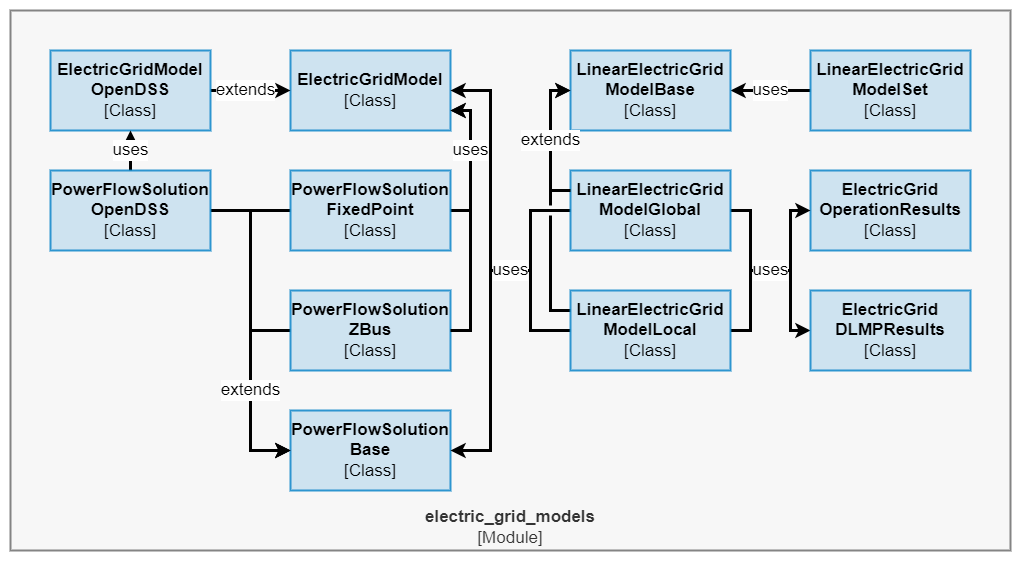 ElectricGridModel
OpenDSS
[Class]
extends
ElectricGridModel
[Class]
LinearElectricGrid
ModelBase
[Class]
uses
LinearElectricGrid
ModelSet
[Class]
uses
uses
extends
PowerFlowSolution
OpenDSS
[Class]
PowerFlowSolution
FixedPoint
[Class]
LinearElectricGrid
ModelGlobal
[Class]
ElectricGrid
OperationResults
[Class]
uses
uses
PowerFlowSolution
ZBus
[Class]
LinearElectricGrid
ModelLocal
[Class]
ElectricGrid
DLMPResults
[Class]
extends
PowerFlowSolution
Base
[Class]
electric_grid_models
[Module]